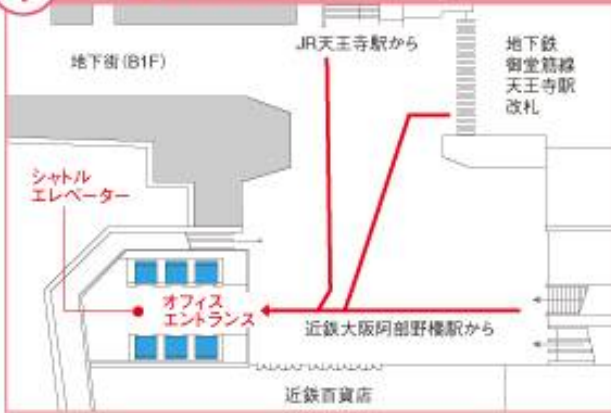 JR天王寺駅から
地下街(B1F)
地下鉄
御堂筋線
天王寺駅
改札
シャトル
エレベーター
オフィス
エントランス
近鉄大阪阿部野橋駅から
近鉄百貨店